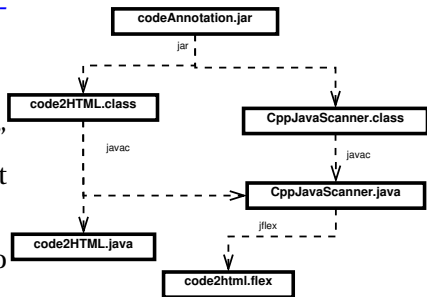 codeAnnotation.jar
jar
code2HTML.class
CppJavaScanner.class
javac
javac
t
CppJavaScanner.java
jflex
code2HTML.java
code2html.flex